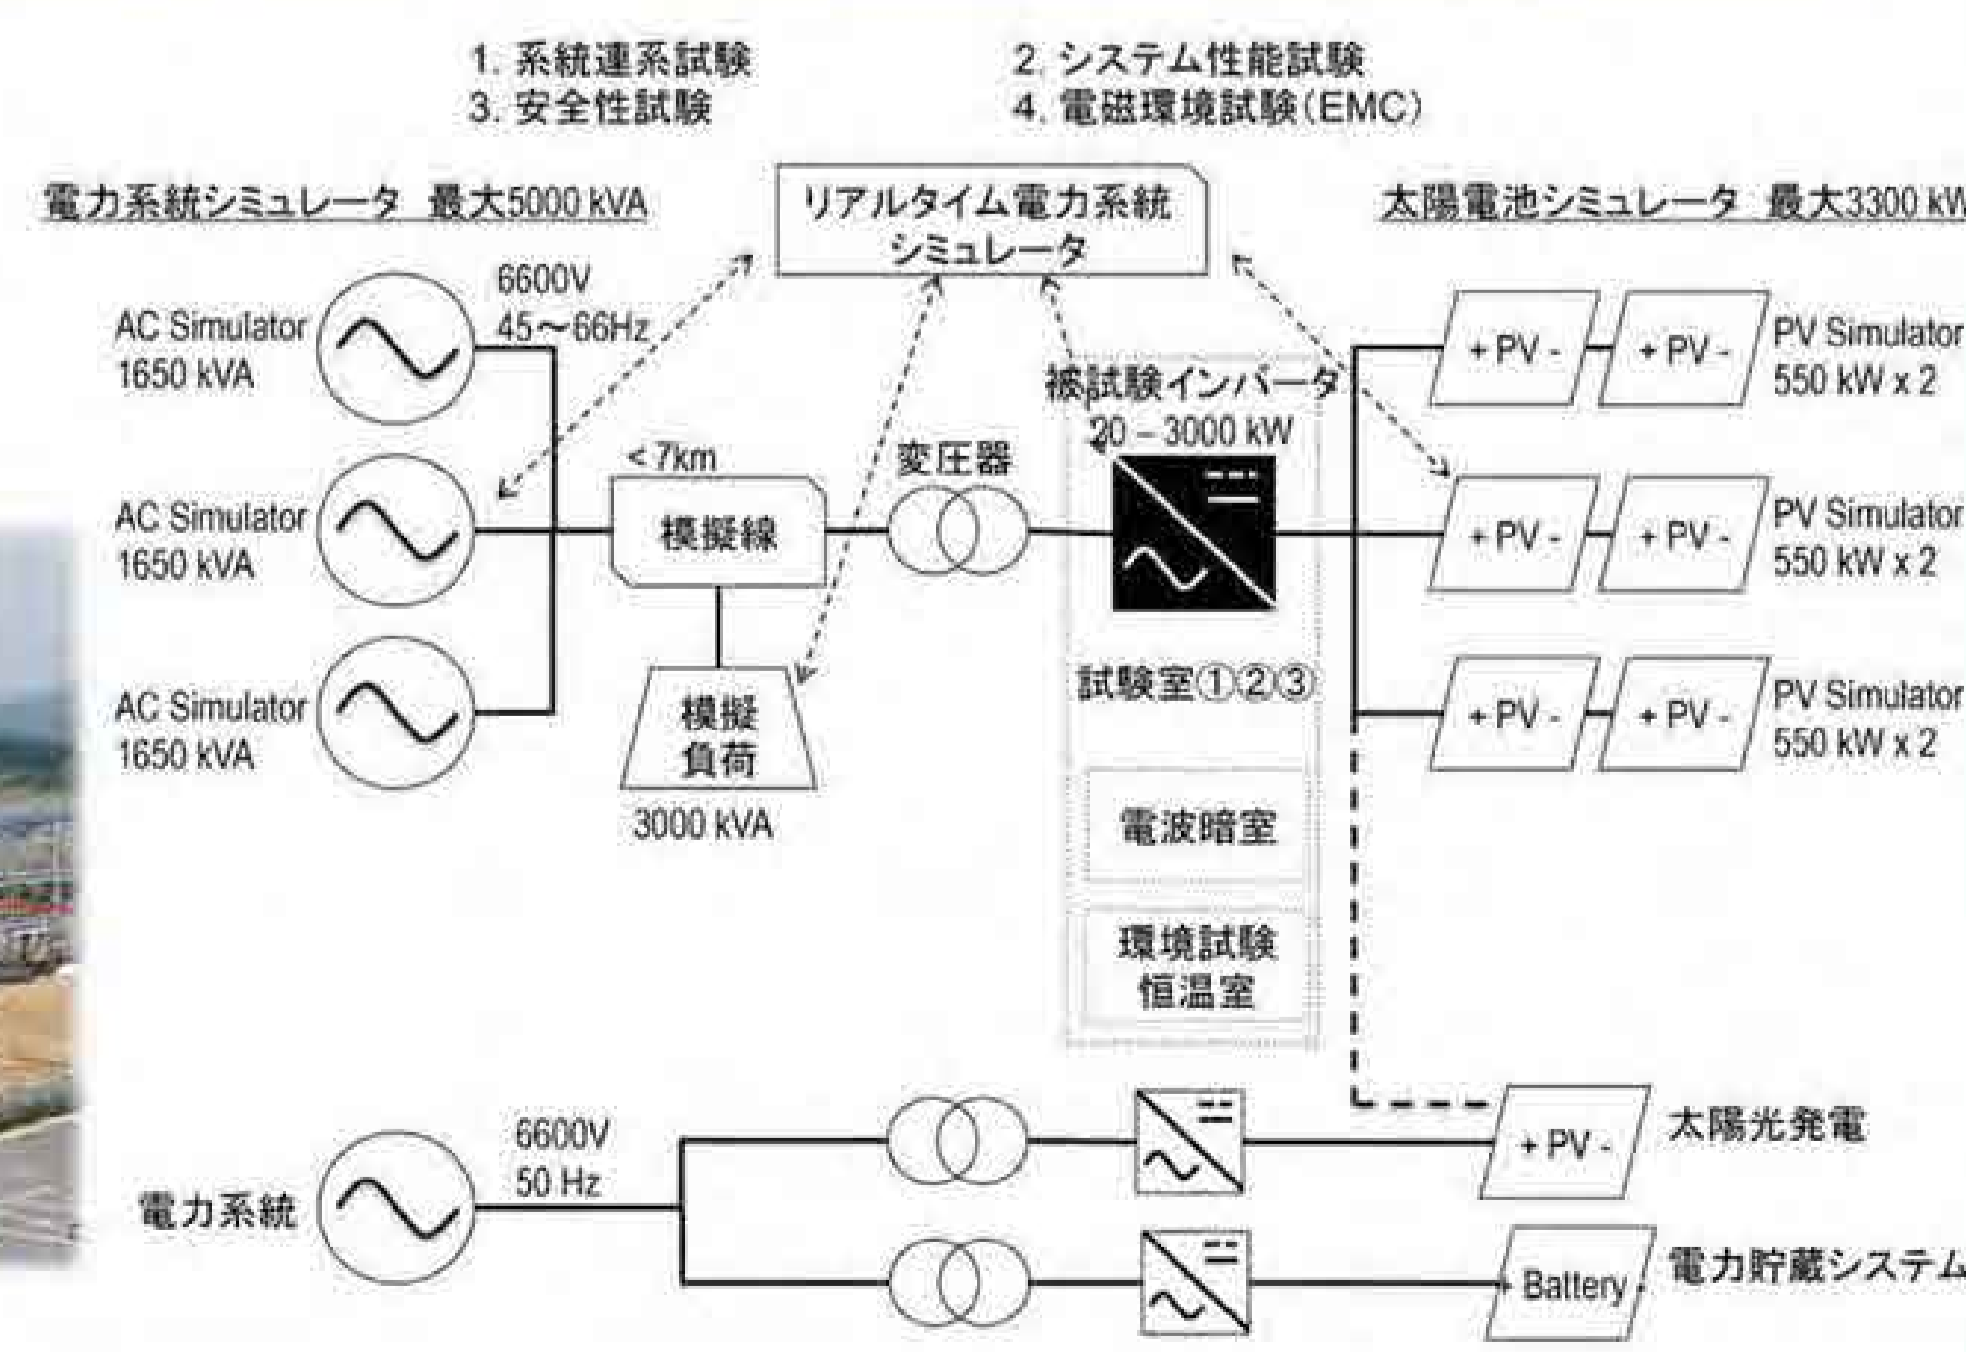 1. 系統連系試験
2. システム性能試験
3. 安全性試験
4. 電磁環境試験(EMC)
電力系統シミュレータ 最大5000 kVA
リアルタイム電力系統
シミュレータ
太陽電池シミュレータ 最大3300 kW
6600V
45～66Hz
AC Simulator
1650 kVA
+ PV -
+ PV -
PV Simulator
550 kW x 2
被試験インバータ
20 – 3000 kW
<7km
変圧器
AC Simulator
1650 kVA
模擬線
+ PV -
+ PV -
PV Simulator
550 kW x 2
試験室①②③
AC Simulator
1650 kVA
模擬
負荷
3000 kVA
+ PV -
+ PV -
PV Simulator
550 kW x 2
電波暗室
環境試験
恒温室
6600V
50 Hz
電力系統
+ PV -
太陽光発電
+ Battery -
電力貯蔵システム